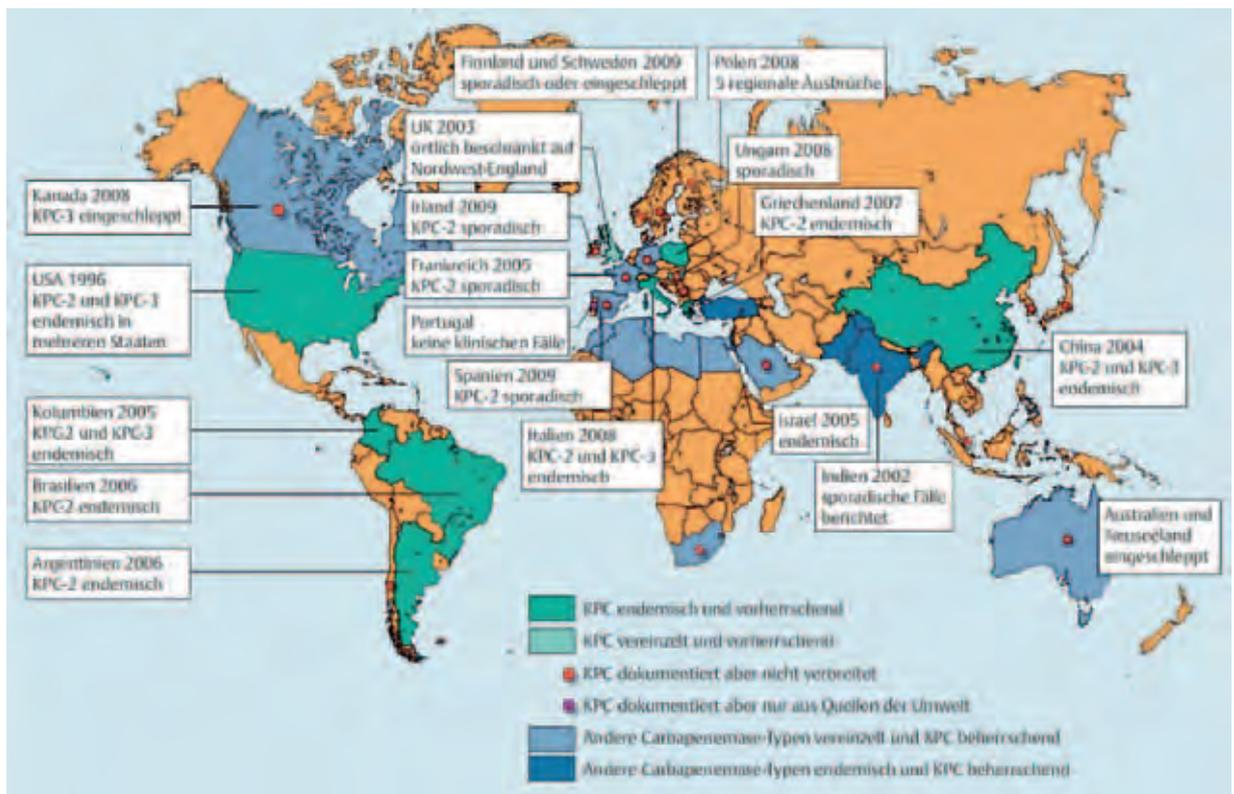 Finnland und Schweden 2009
sporadisch oder eingeschleppt
Polen 2008
5 regionale Ausbrüche
UK 2003
örtlich beschränkt auf
Nordwest-England
Ungarn 2008
sporadisch
Kanada 2008
KPC-3 eingeschleppt
Irland 2009
KPC-2 sporadisch
Griechenland 2007
KPC-2 endemisch
USA 1996
KPC-2 und KPC-3
endemisch in
mehreren Staaten
Frankreich 2005
KPC-2 sporadisch
Portugal
keine klinischen Fälle
China 2004
KPC-2 und KPC-3
endemisch
Spanien 2009
KPC-2 sporadisch
Kolumbien 2005
KPG2 und KPC-3
endemisch
Italien 2008
KPC-2 und KPC-3
endemisch
Israel 2005
endemisch
Brasilien 2006
KPC-2 endemisch
Indien 2002
sporadische Fälle
berichtet
Australien und
Neuseeland
eingeschleppt
Argentinien 2006
KPC-2 endemisch
KPC endemisch und vorherrschend
KPC vereinzelt und vorherrschend
KPC dokumentiert aber nicht verbreitet
KPC dokumentiert aber nur aus Quellen der Umwelt
Andere Carbapenemase-Typen vereinzelt und KPC beherrschend
Andere Carbapenemase-Typen endemisch und KPC beherrschend